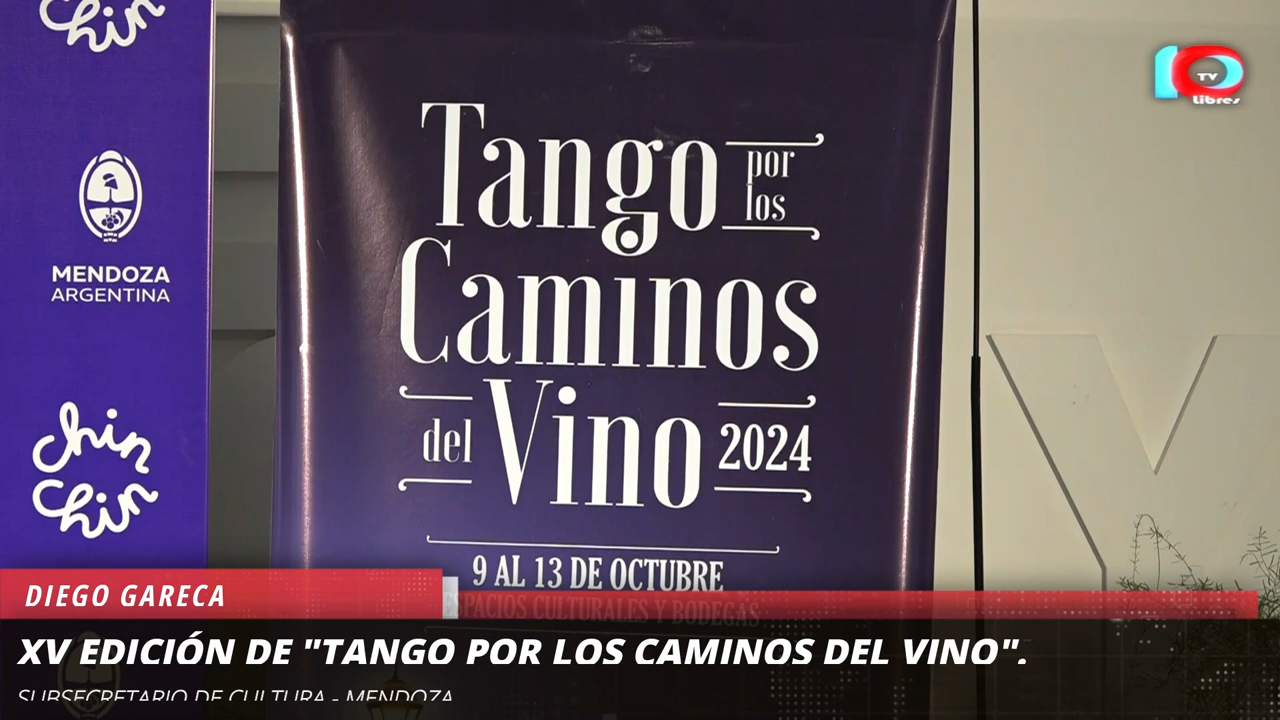 chin
MENDOZA
ARGENTINA
chin
chin
Tango por los
Caminos
del Vino 2024
9 AL 13 DE OCTUBRE
ESPACIOS CULTURALES Y BODEGAS
10
TV
Libres
DIEGO GARECA
XV EDICIÓN DE "TANGO POR LOS CAMINOS DEL VINO".
SUBSECRETARIO DE CULTURA - MENDOZA